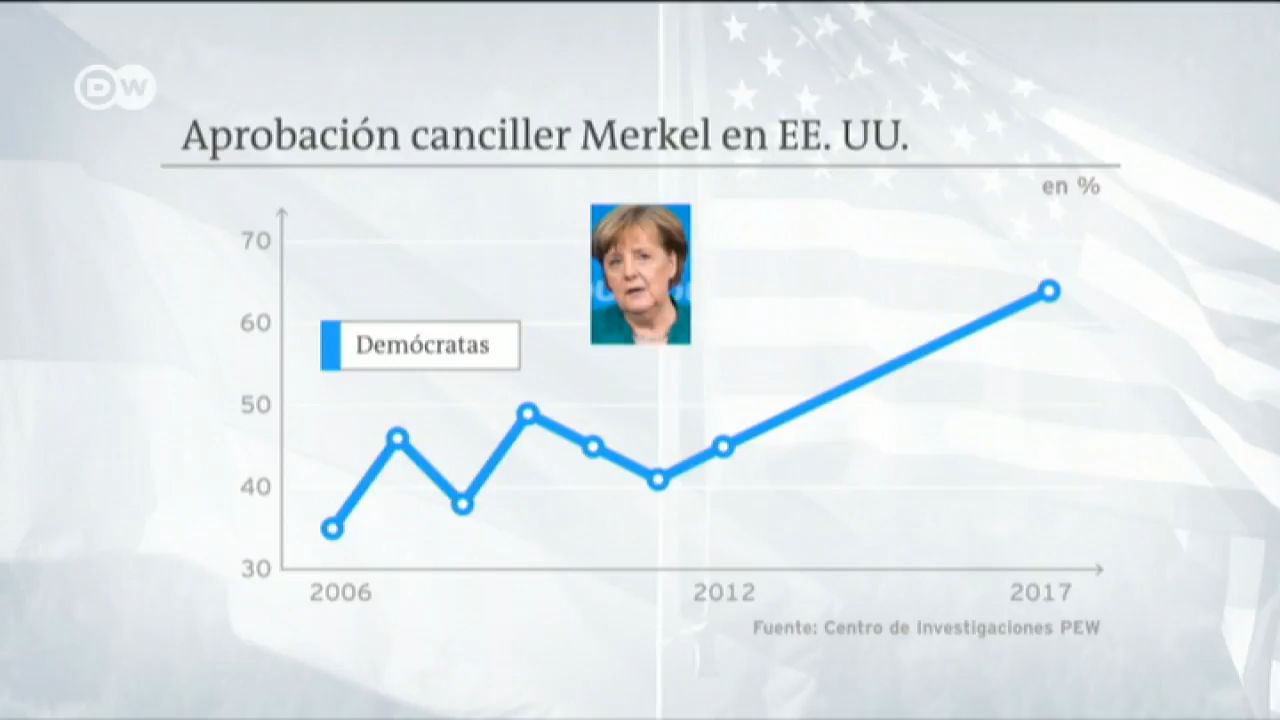 DW
Aprobación canciller Merkel en EE. UU.
en %
70
60
Demócratas
50
40
30
2006
2012
2017
Fuente: Centro de Investigaciones PEW